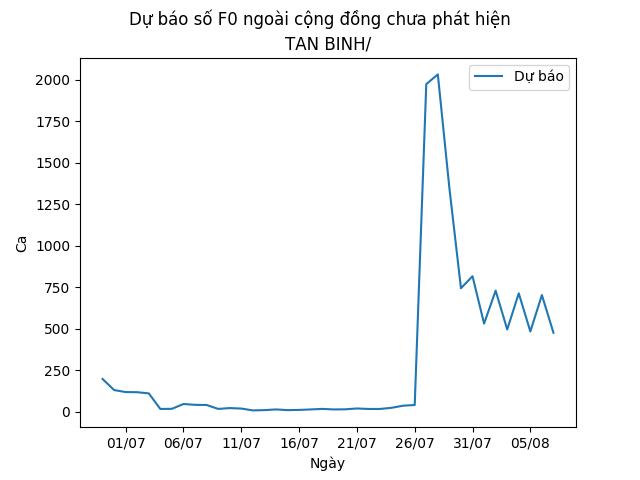 Dự báo số F0 ngoài cộng đồng chưa phát hiện
TAN BINH/
Dự báo
2000
1750
1500
1250
1000
750
500
250
0
Ca
01/07 06/07 11/07 16/07 21/07 26/07 31/07 05/08
Ngày